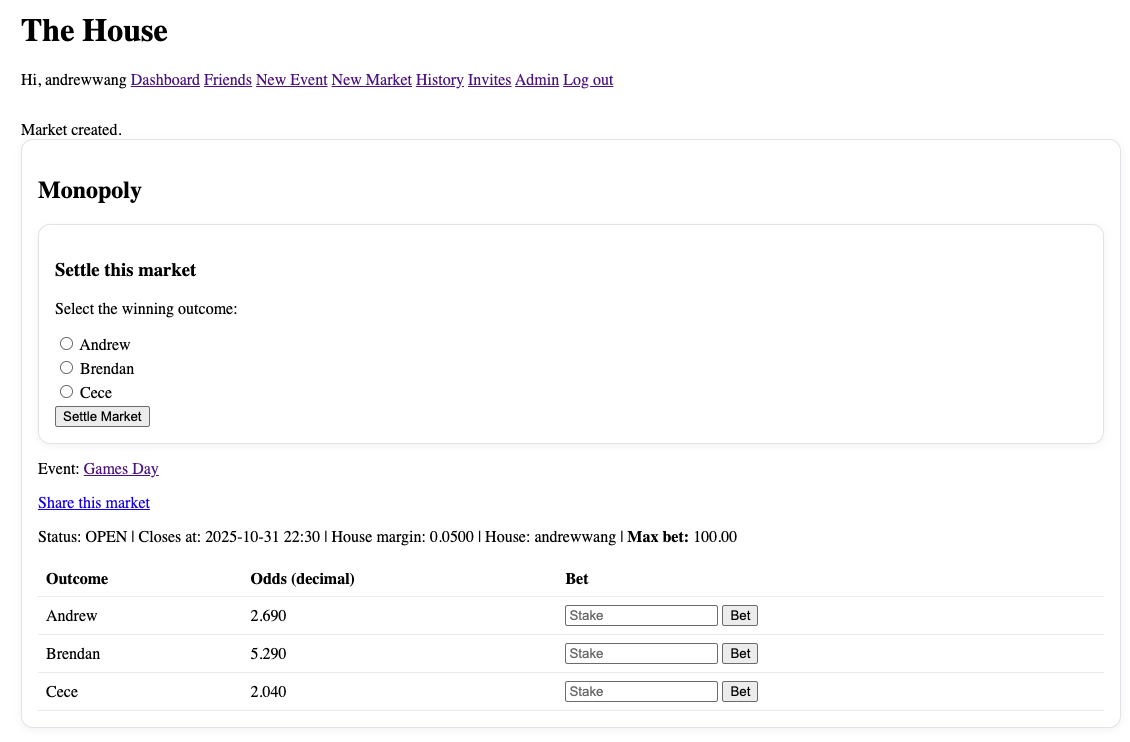 The House
Hi, andrewwang Dashboard Friends New Event New Market History Invites Admin Log out
Market created.
Monopoly
Settle this market
Select the winning outcome:
Andrew
Brendan
Cece
Settle Market
Event: Games Day
Share this market
Status: OPEN | Closes at: 2025-10-31 22:30 | House margin: 0.0500 | House: andrewwang | Max bet: 100.00
Outcome Odds (decimal) Bet
Andrew 2.690 Stake Bet
Brendan 5.290 Stake Bet
Cece 2.040 Stake Bet